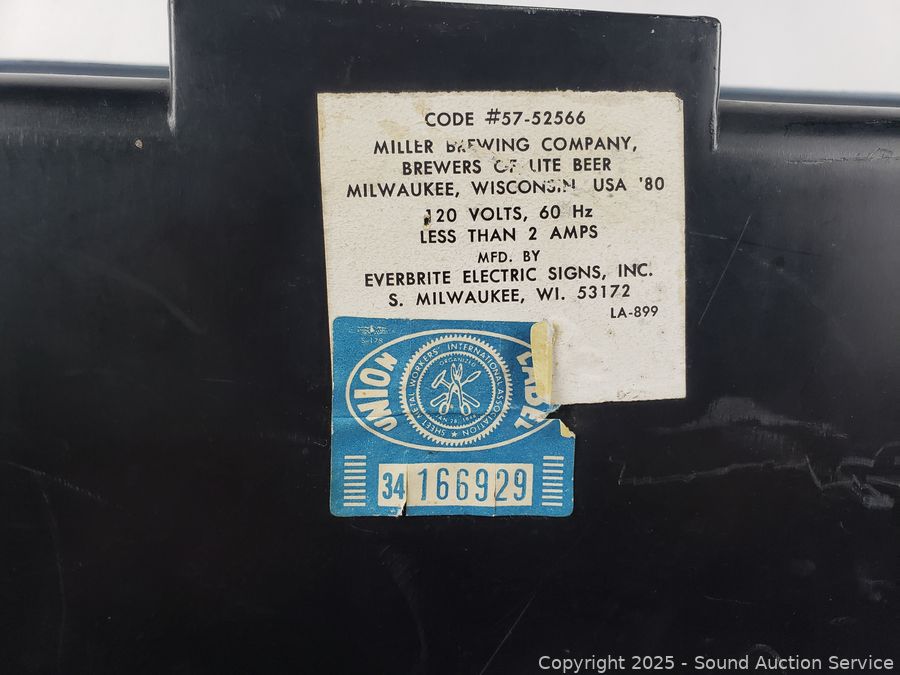 CODE #57-52566
MILLER BREWING COMPANY,
BREWERS OF LITE BEER
MILWAUKEE, WISCONSIN, USA '80
120 VOLTS, 60 Hz
LESS THAN 2 AMPS
MFD. BY
EVERBRITE ELECTRIC SIGNS, INC.
S. MILWAUKEE, WI. 53172
LA-899
S-178
UNION LABEL
SHEET METAL WORKERS' INTERNATIONAL ASSOCIATION
ORGANIZED
34 166929
Copyright 2025 - Sound Auction Service